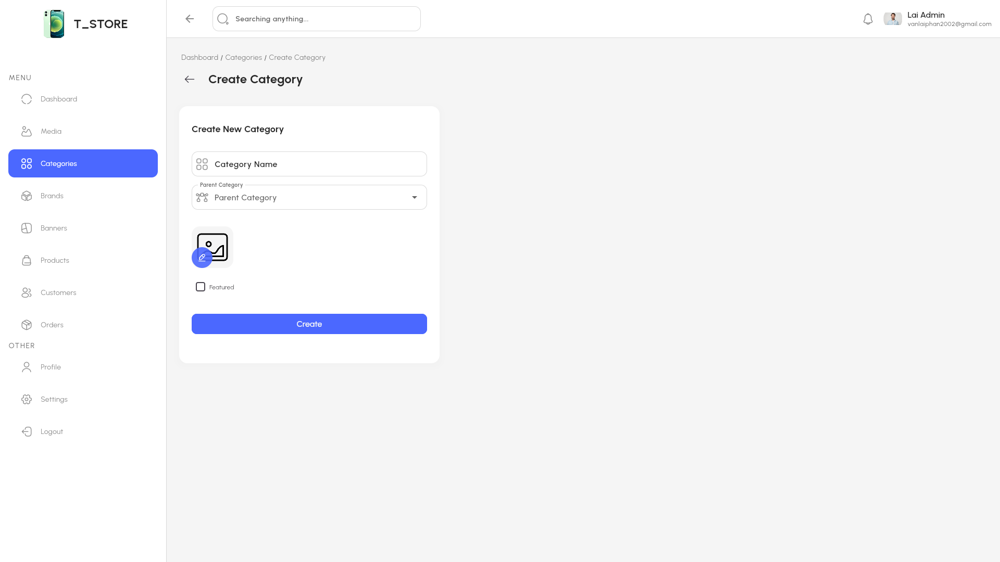 T_STORE
Searching anything...
Lai Admin
vanlaiphan2002@gmail.com
MENU
Dashboard
Media
Categories
Brands
Banners
Products
Customers
Orders
OTHER
Profile
Settings
Logout
Dashboard / Categories / Create Category
Create Category
Create New Category
Category Name
Parent Category
Parent Category
Featured
Create